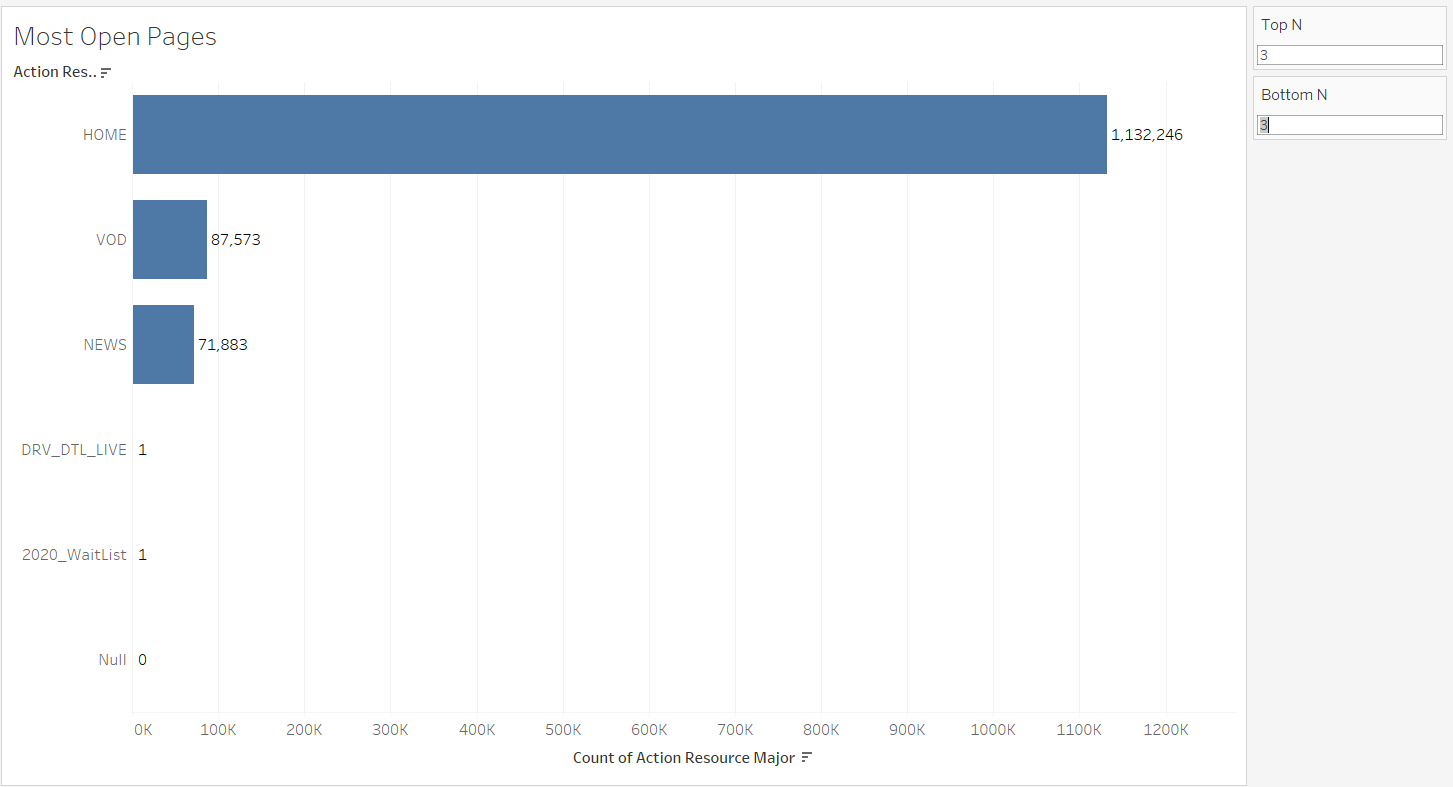 Most Open Pages
Action Res..
HOME
1,132,246
VOD
87,573
NEWS
71,883
DRV_DTL_LIVE
1
2020_WaitList
1
Null
0
0K 100K 200K 300K 400K 500K 600K 700K 800K 900K 1000K 1100K 1200K
Count of Action Resource Major
Top N
3
Bottom N
3